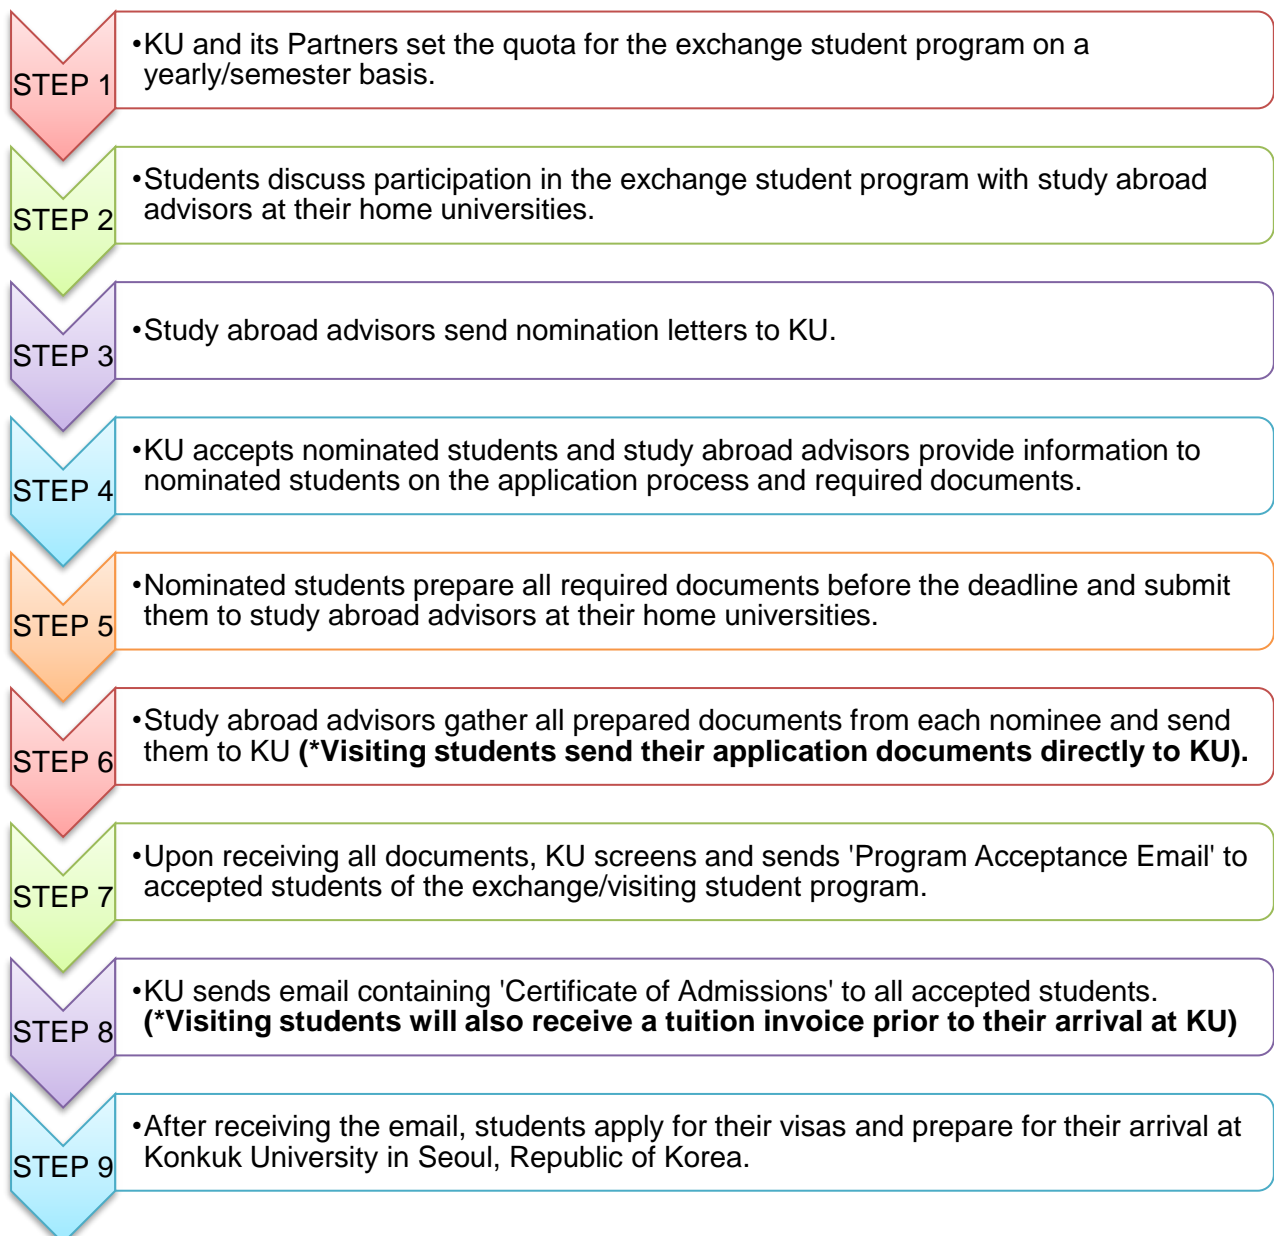 STEP 1
•KU and its Partners set the quota for the exchange student program on a
yearly/semester basis.
STEP 2
•Students discuss participation in the exchange student program with study abroad
advisors at their home universities.
STEP 3
•Study abroad advisors send nomination letters to KU.
STEP 4
•KU accepts nominated students and study abroad advisors provide information to
nominated students on the application process and required documents.
STEP 5
•Nominated students prepare all required documents before the deadline and submit
them to study abroad advisors at their home universities.
STEP 6
•Study abroad advisors gather all prepared documents from each nominee and send
them to KU (*Visiting students send their application documents directly to KU).
STEP 7
•Upon receiving all documents, KU screens and sends 'Program Acceptance Email' to
accepted students of the exchange/visiting student program.
STEP 8
•KU sends email containing 'Certificate of Admissions' to all accepted students.
(*Visiting students will also receive a tuition invoice prior to their arrival at KU)
STEP 9
•After receiving the email, students apply for their visas and prepare for their arrival at
Konkuk University in Seoul, Republic of Korea.